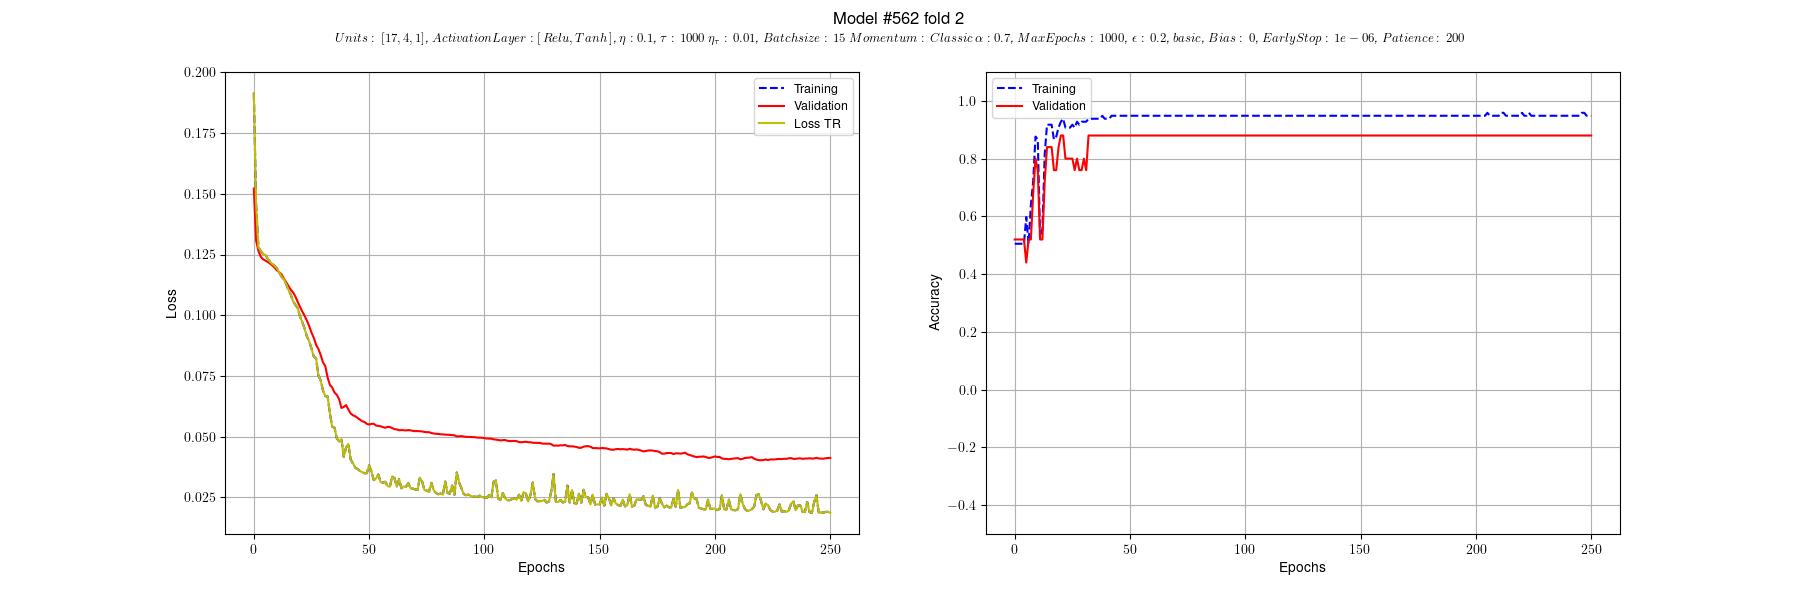 Model #562 fold 2
Units : [17, 4, 1], ActivationLayer : [Relu, Tanh], η : 0.1, τ : 1000 ητ : 0.01, Batchsize : 15 Momentum : Classic α : 0.7, MaxEpochs : 1000, ϵ : 0.2, basic, Bias : 0, EarlyStop : 1e − 06, Patience : 200
0.200
0.175
0.150
0.125
0.100
0.075
0.050
0.025
Loss
Training
Validation
Loss TR
0
50
100
150
200
250
Epochs
1.0
0.8
0.6
0.4
0.2
0.0
−0.2
−0.4
Accuracy
Training
Validation
0
50
100
150
200
250
Epochs